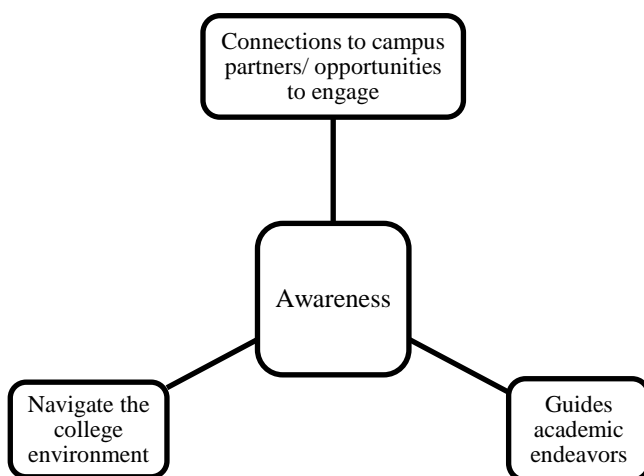 Connections to campus
partners/ opportunities
to engage
Awareness
Navigate the
college
environment
Guides
academic
endeavors